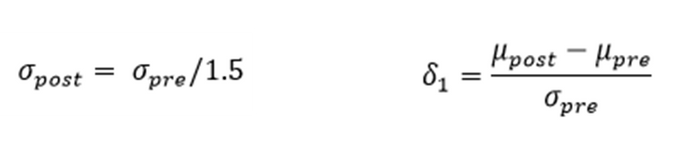 σ_post = σ_pre/1.5
δ_1 = (μ_post − μ_pre)/σ_pre